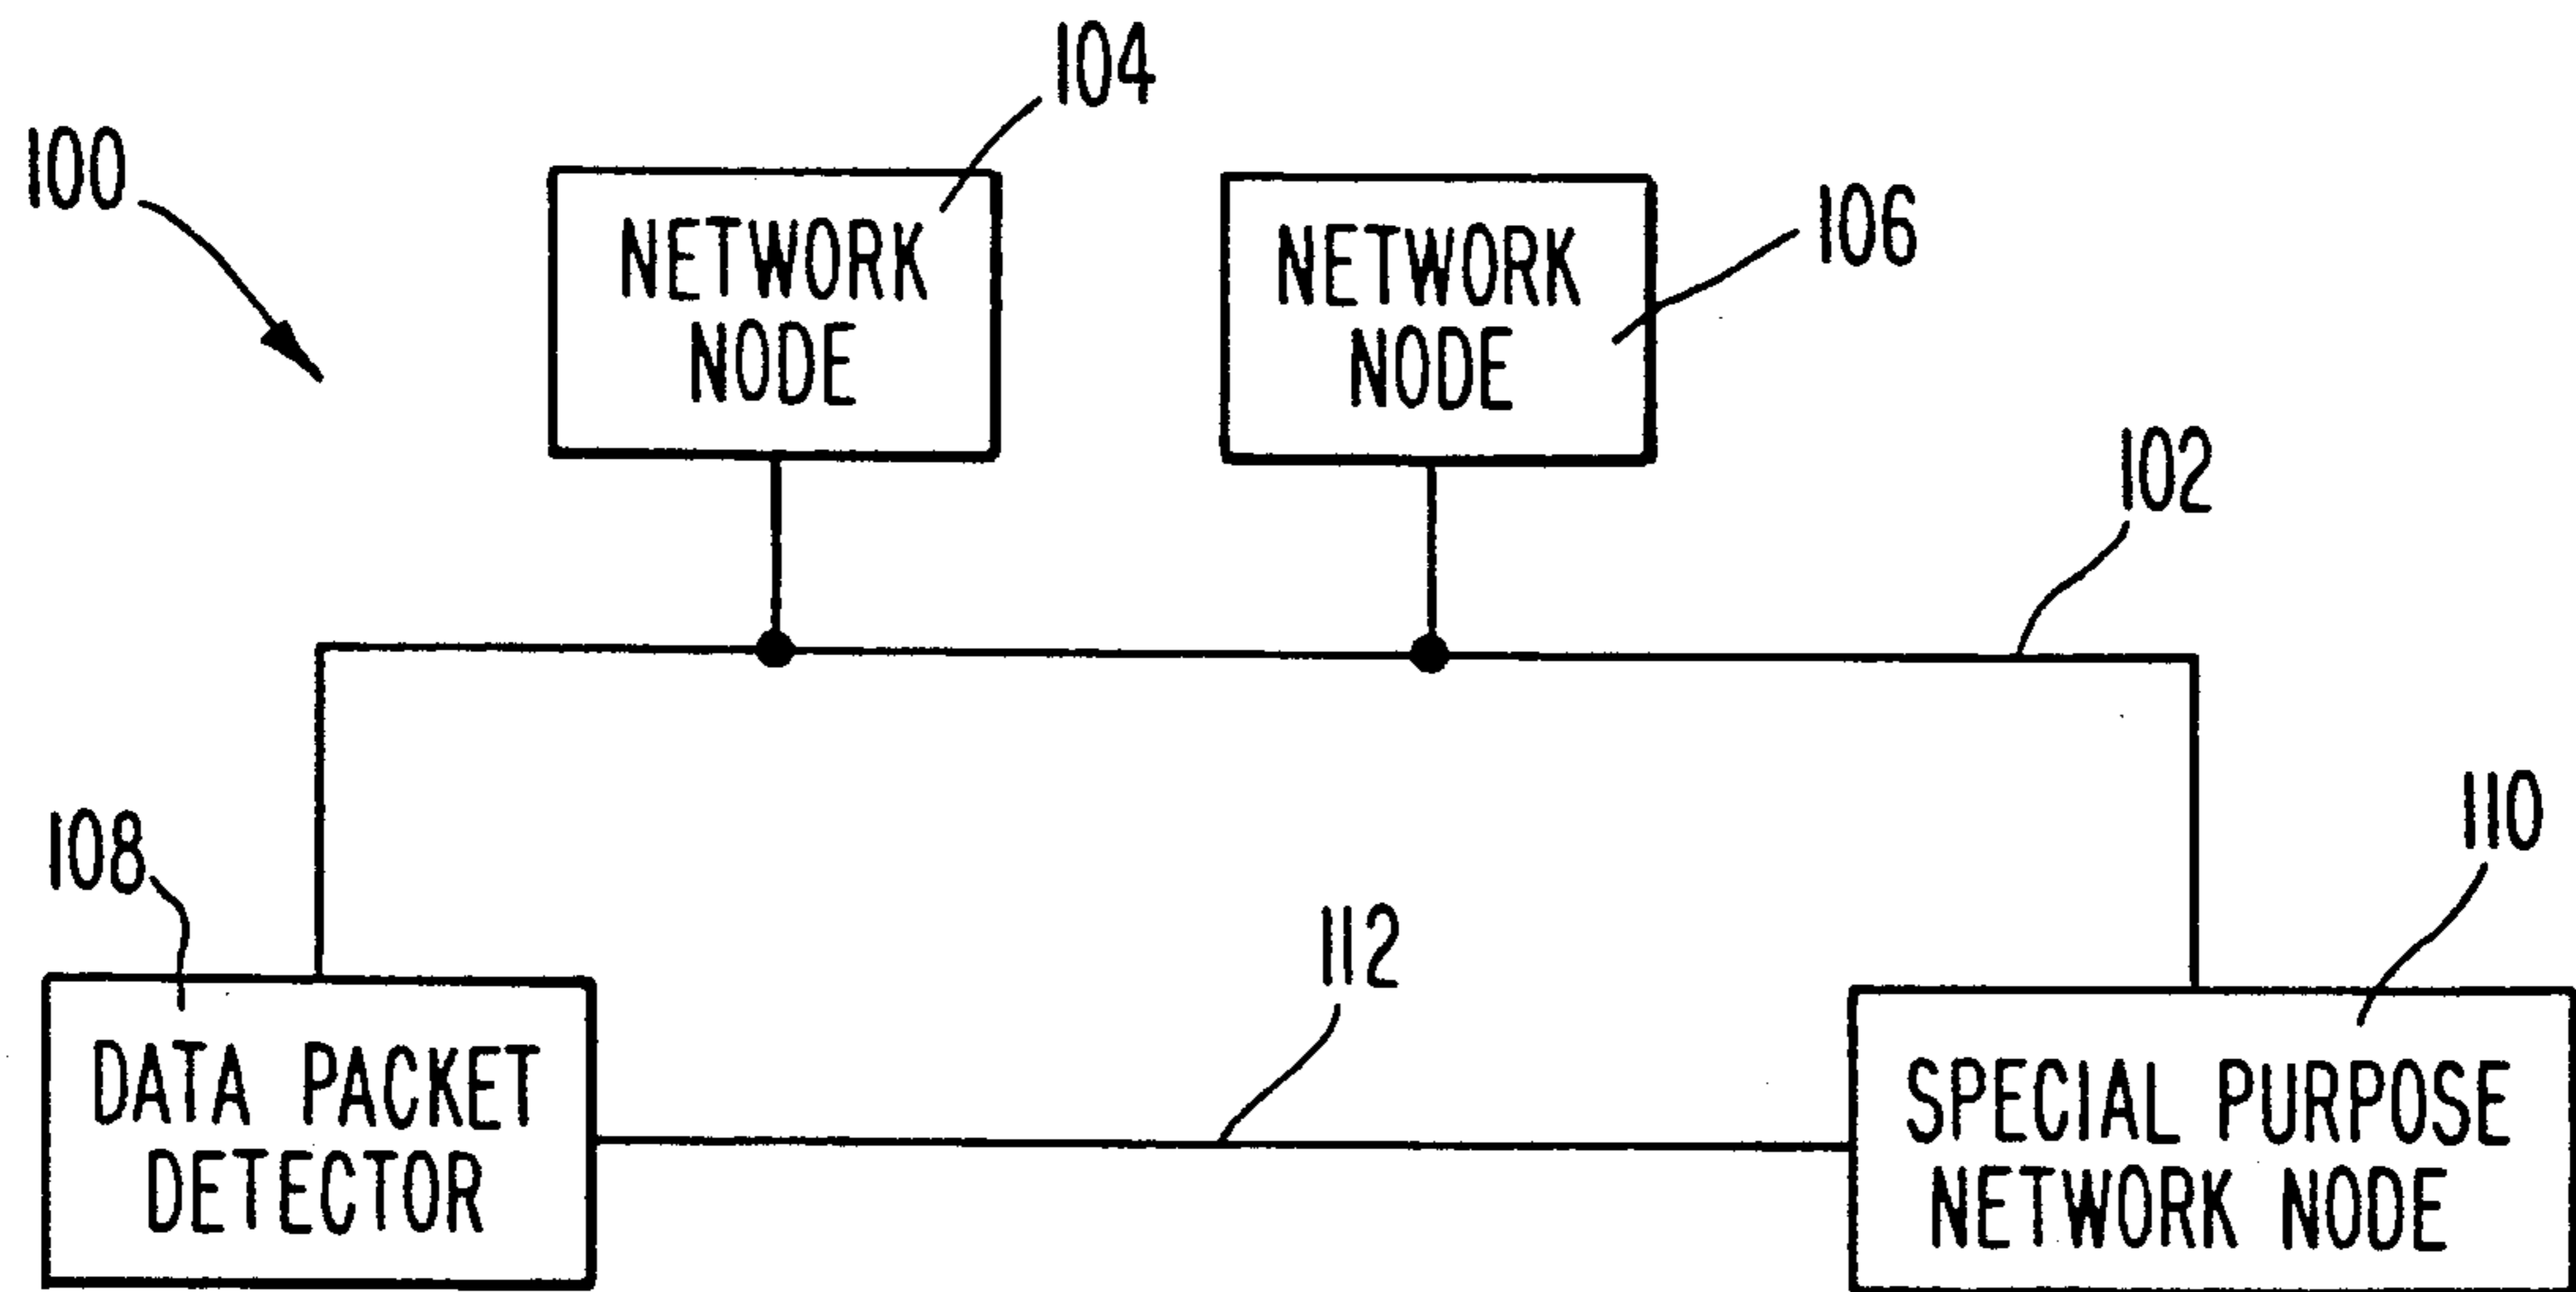 104
100
106
NETWORK
NODE
NETWORK
NODE
102
108
110
112
DATA PACKET
DETECTOR
SPECIAL PURPOSE
NETWORK NODE